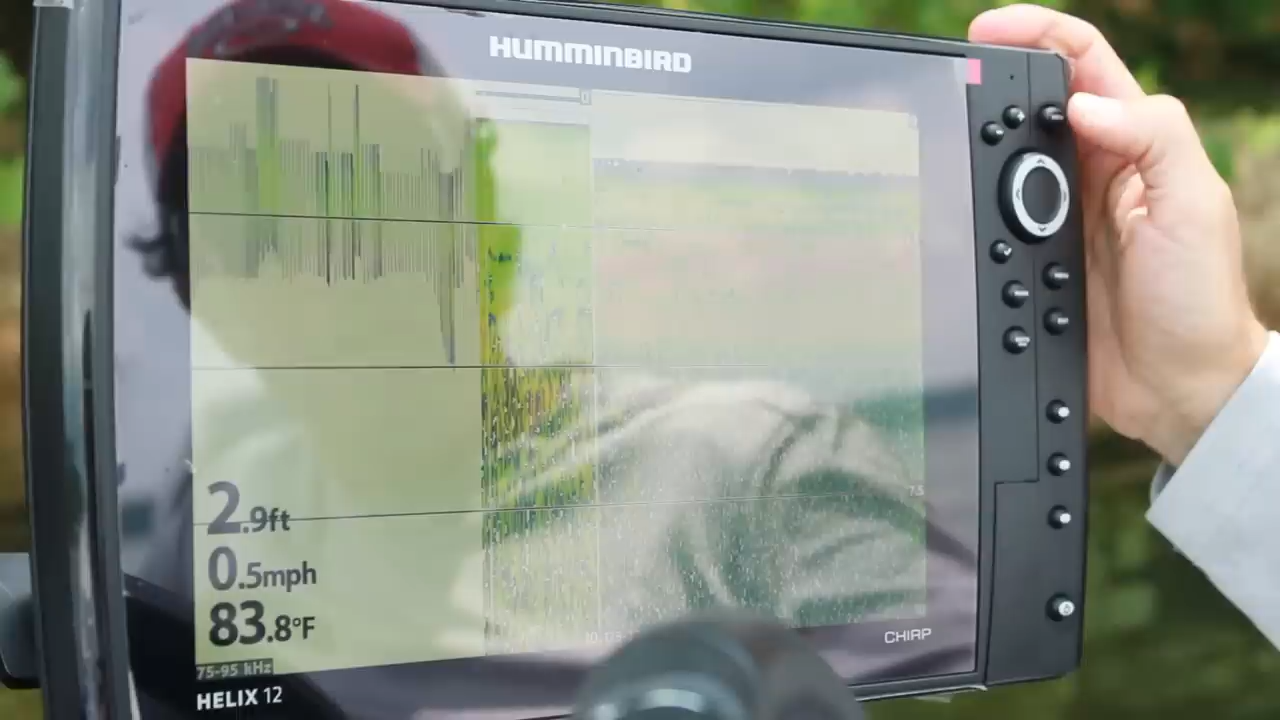 HUMMINBIRD
2.9ft
0.5mph
83.8°F
75-95 kHz
HELIX 12
CHIRP